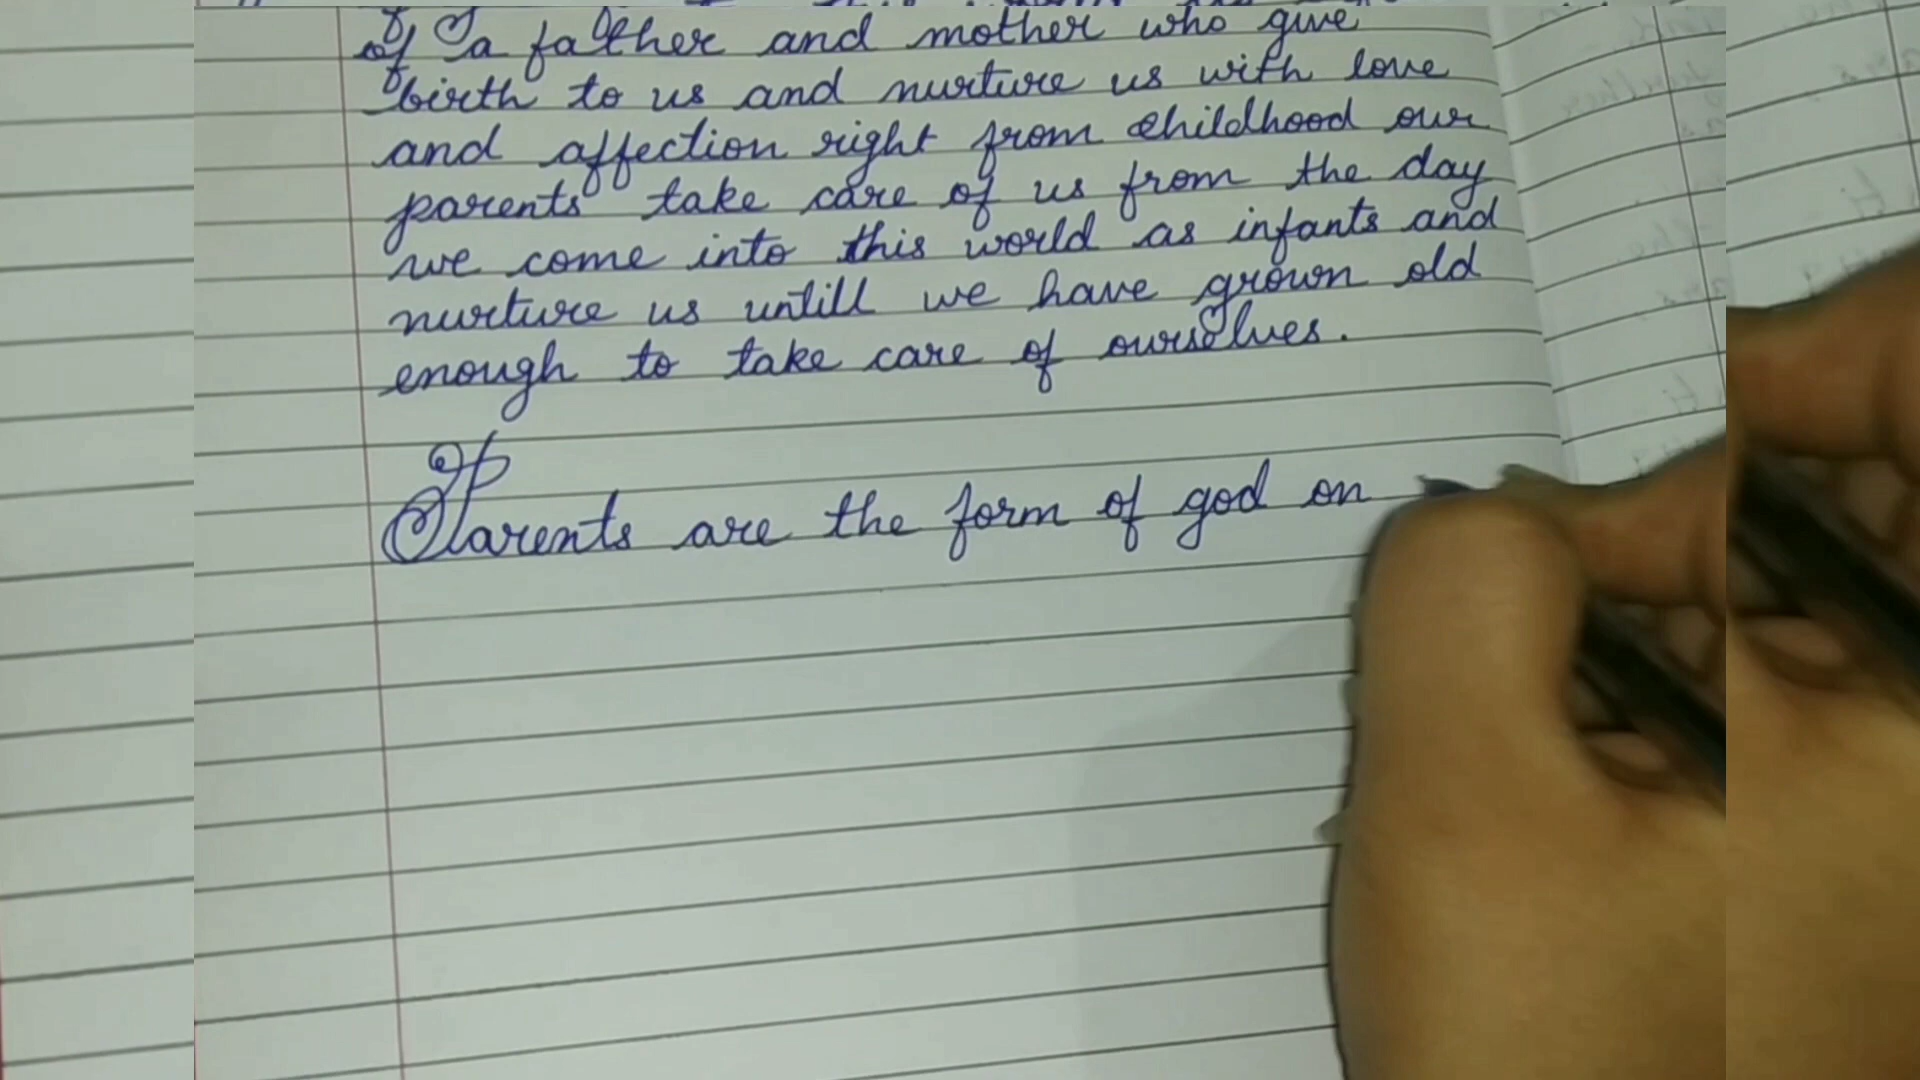 of a father and mother who give
birth to us and nurture us with love
and affection right from childhood our
parents take care of us from the day
we come into this world as infants and
nurture us untill we have grown old
enough to take care of ourselves.
Parents are the form of god on